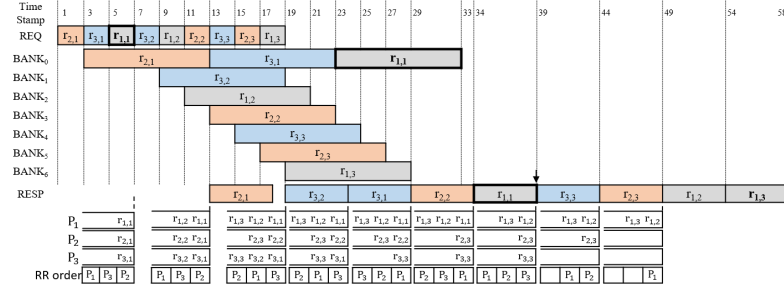 Time Stamp 1 3 5 7 9 11 13 15 17 19 23 24 28 29 33 34 39 44 49 54 58
REQ r2,1 r3,1 r1,1 r3,2 r1,2 r2,2 r3,3 r2,3 r1,3
BANK0 r2,1 r3,1 r1,1
BANK1 r3,2
BANK2 r1,2
BANK3 r2,2
BANK4 r3,3
BANK5 r2,3
BANK6 r1,3
RESP r2,1 r3,2 r3,1 r2,2 r1,1 r3,3 r2,3 r1,2 r1,3
P1 r1,1 r1,2 r1,1 r1,3 r1,2 r1,1 r1,3 r1,2 r1,1 r1,3 r1,2 r1,1 r1,3 r1,2 r1,1 r1,3 r1,2 r1,3 r1,2 r1,3 r1,2
P2 r2,1 r2,2 r2,1 r2,3 r2,2 r2,3 r2,2 r2,3 r2,2 r2,3 r2,3 r2,3
P3 r3,1 r3,2 r3,1 r3,3 r3,2 r3,1 r3,3 r3,1 r3,3 r3,3 r3,3
RR order P1 P3 P2 P1 P3 P2 P2 P1 P3 P2 P1 P3 P2 P1 P3 P2 P3 P1 P3 P1 P2 P1 P2 P1